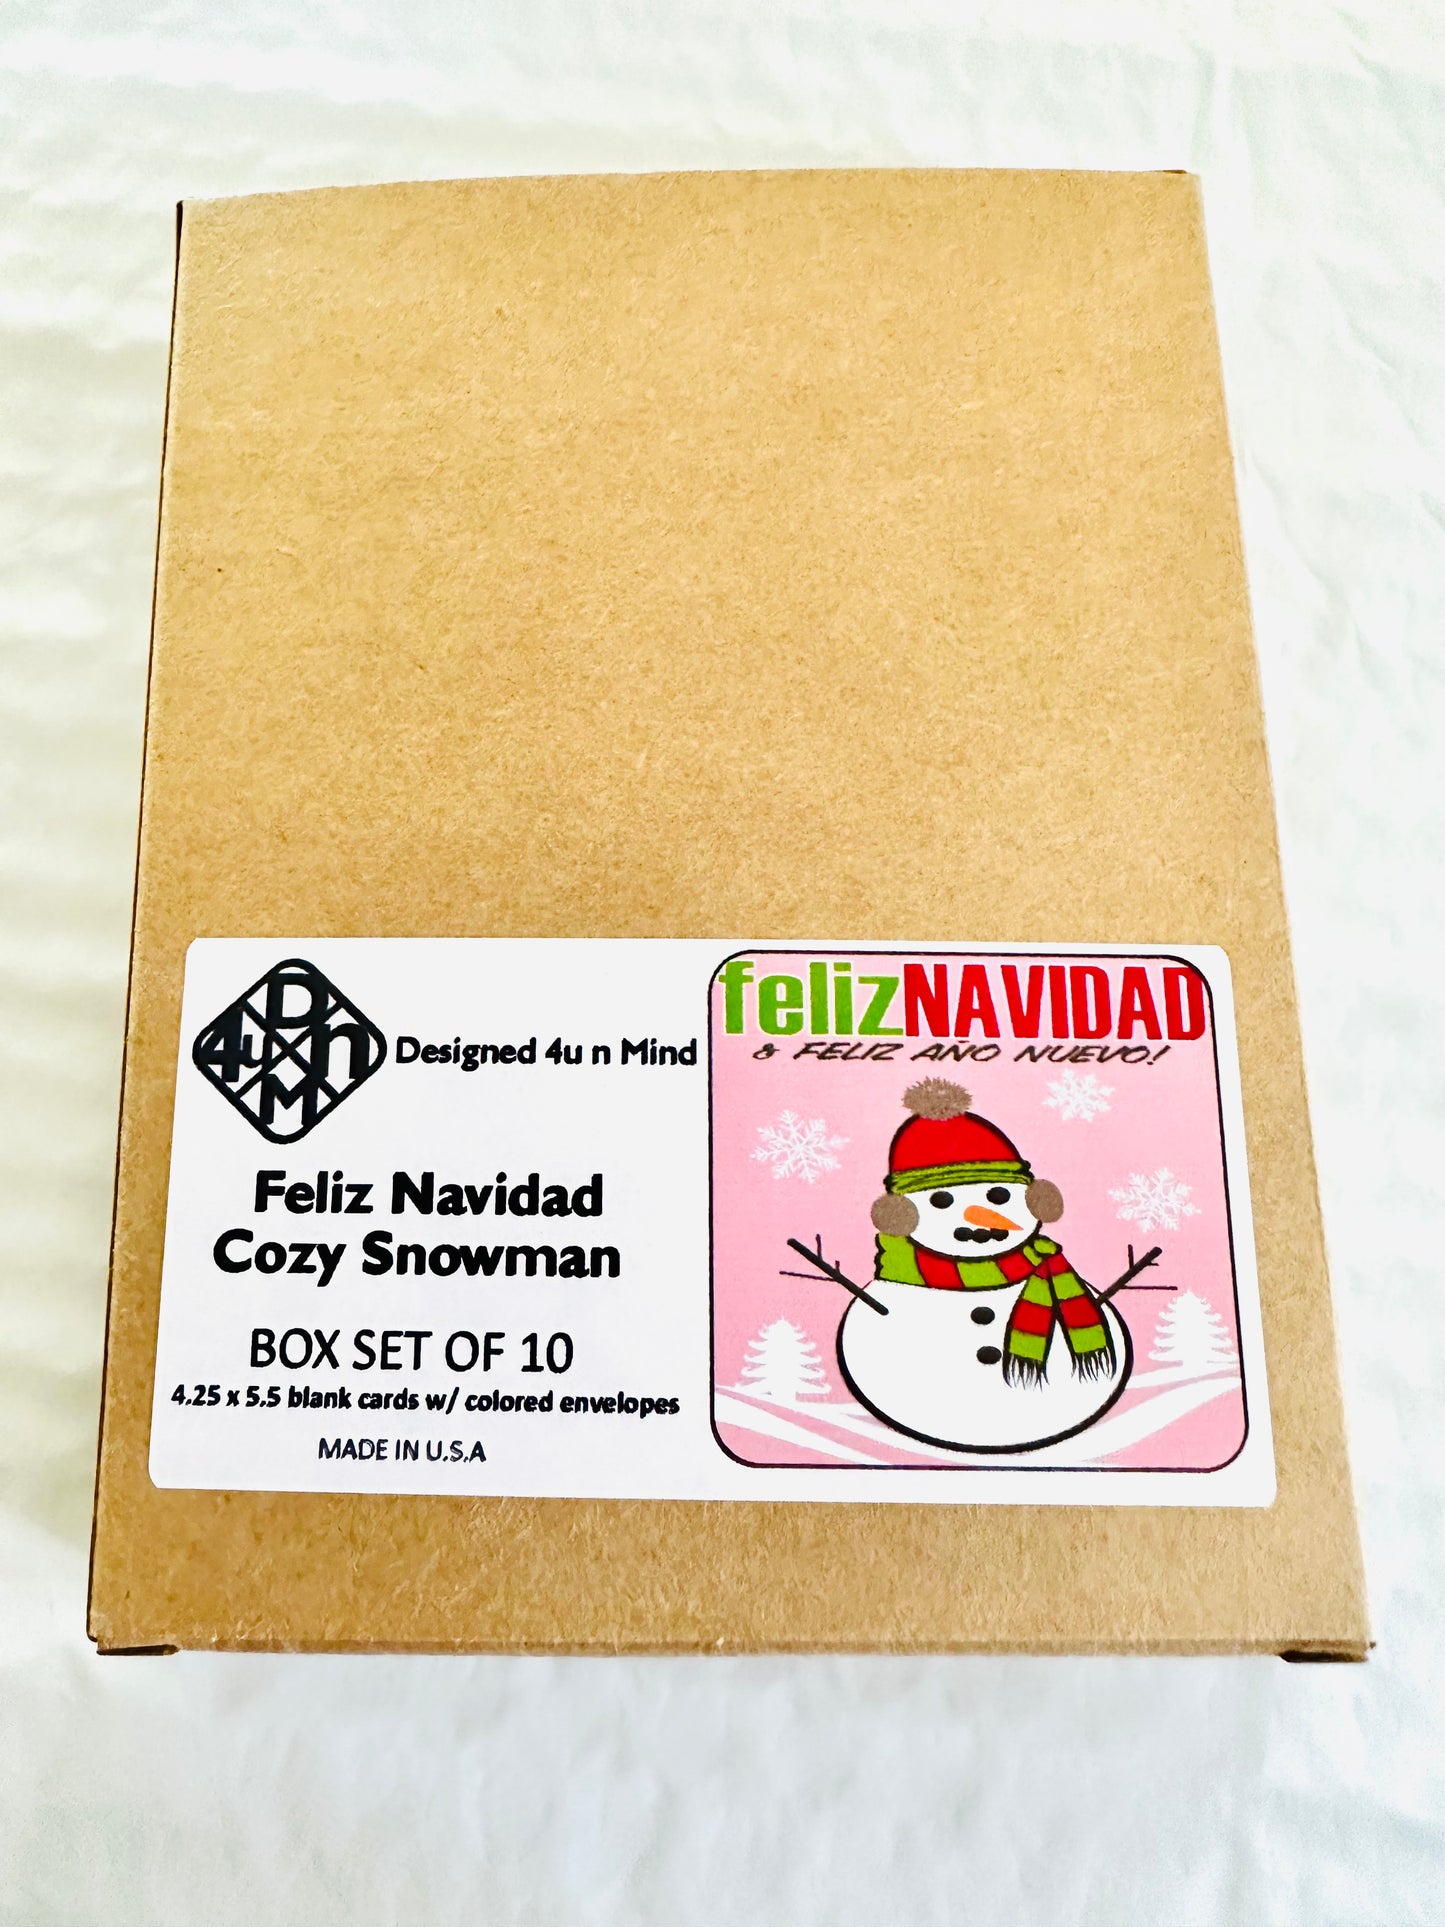 D
4u n
M
Designed 4u n Mind
Feliz Navidad
Cozy Snowman
BOX SET OF 10
4.25 x 5.5 blank cards w/ colored envelopes
MADE IN U.S.A
felizNAVIDAD
& FELIZ AÑO NUEVO!